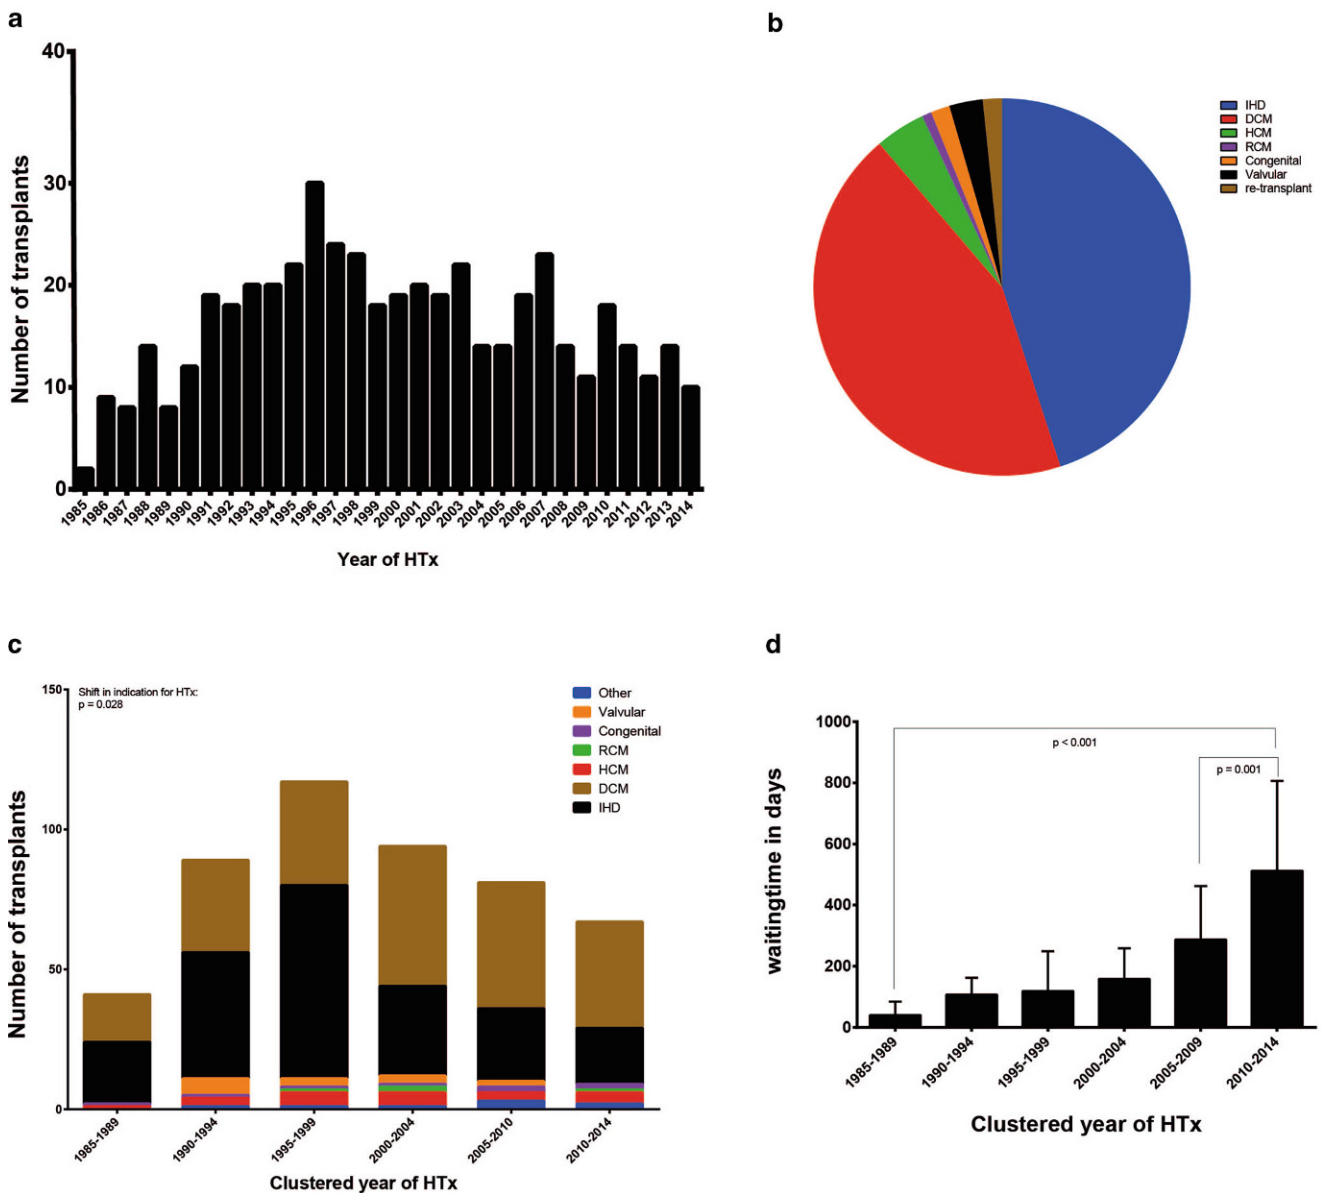 a
40
30
20
10
0
Number of transplants
1985 1986 1987 1988 1989 1990 1991 1992 1993 1994 1995 1996 1997 1998 1999 2000 2001 2002 2003 2004 2005 2006 2007 2008 2009 2010 2011 2012 2013 2014
Year of HTx
b
IHD
DCM
HCM
RCM
Congenital
Valvular
re-transplant
c
150
100
50
0
Number of transplants
Shift in indication for HTx:
p = 0.028
Other
Valvular
Congenital
RCM
HCM
DCM
IHD
1985-1989 1990-1994 1995-1999 2000-2004 2005-2010 2010-2014
Clustered year of HTx
d
1000
800
600
400
200
0
waitingtime in days
p < 0.001
p = 0.001
1985-1989 1990-1994 1995-1999 2000-2004 2005-2009 2010-2014
Clustered year of HTx